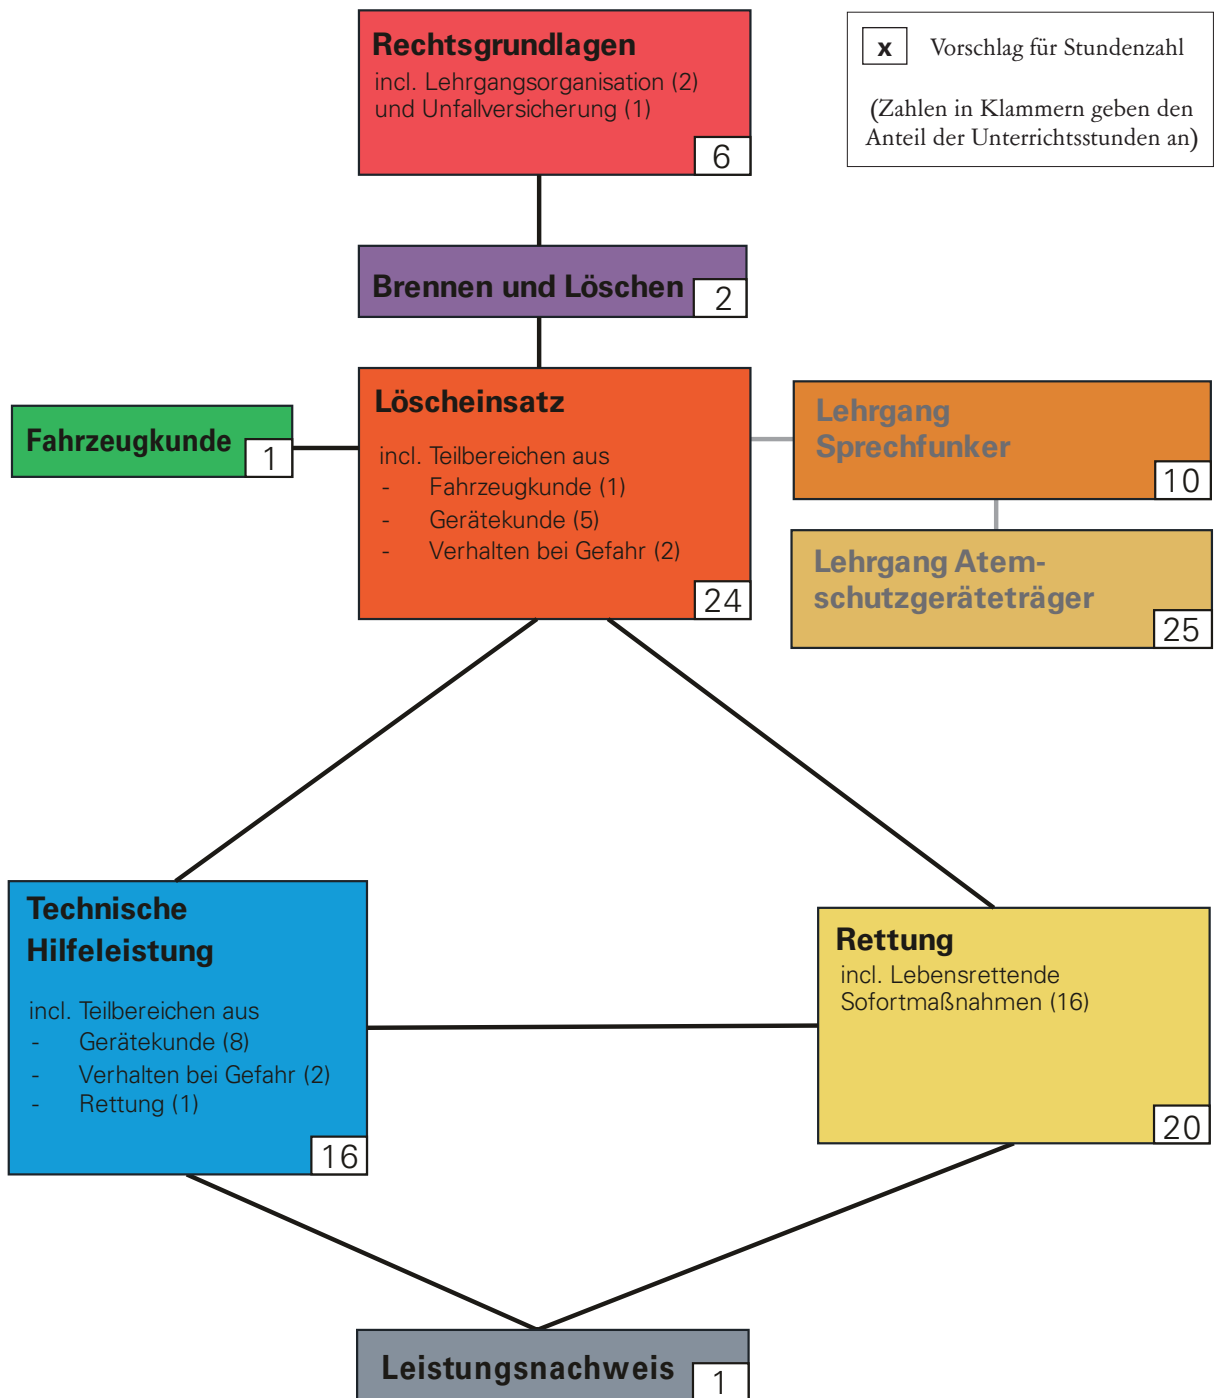 Rechtsgrundlagen
incl. Lehrgangsorganisation (2)
und Unfallversicherung (1)
6
x Vorschlag für Stundenzahl
(Zahlen in Klammern geben den
Anteil der Unterrichtsstunden an)
Brennen und Löschen
2
Fahrzeugkunde
1
Löscheinsatz
incl. Teilbereichen aus
- Fahrzeugkunde (1)
- Gerätekunde (5)
- Verhalten bei Gefahr (2)
24
Lehrgang
Sprechfunker
10
Lehrgang Atem-
schutzgeräteträger
25
Technische
Hilfeleistung
incl. Teilbereichen aus
- Gerätekunde (8)
- Verhalten bei Gefahr (2)
- Rettung (1)
16
Rettung
incl. Lebensrettende
Sofortmaßnahmen (16)
20
Leistungsnachweis
1